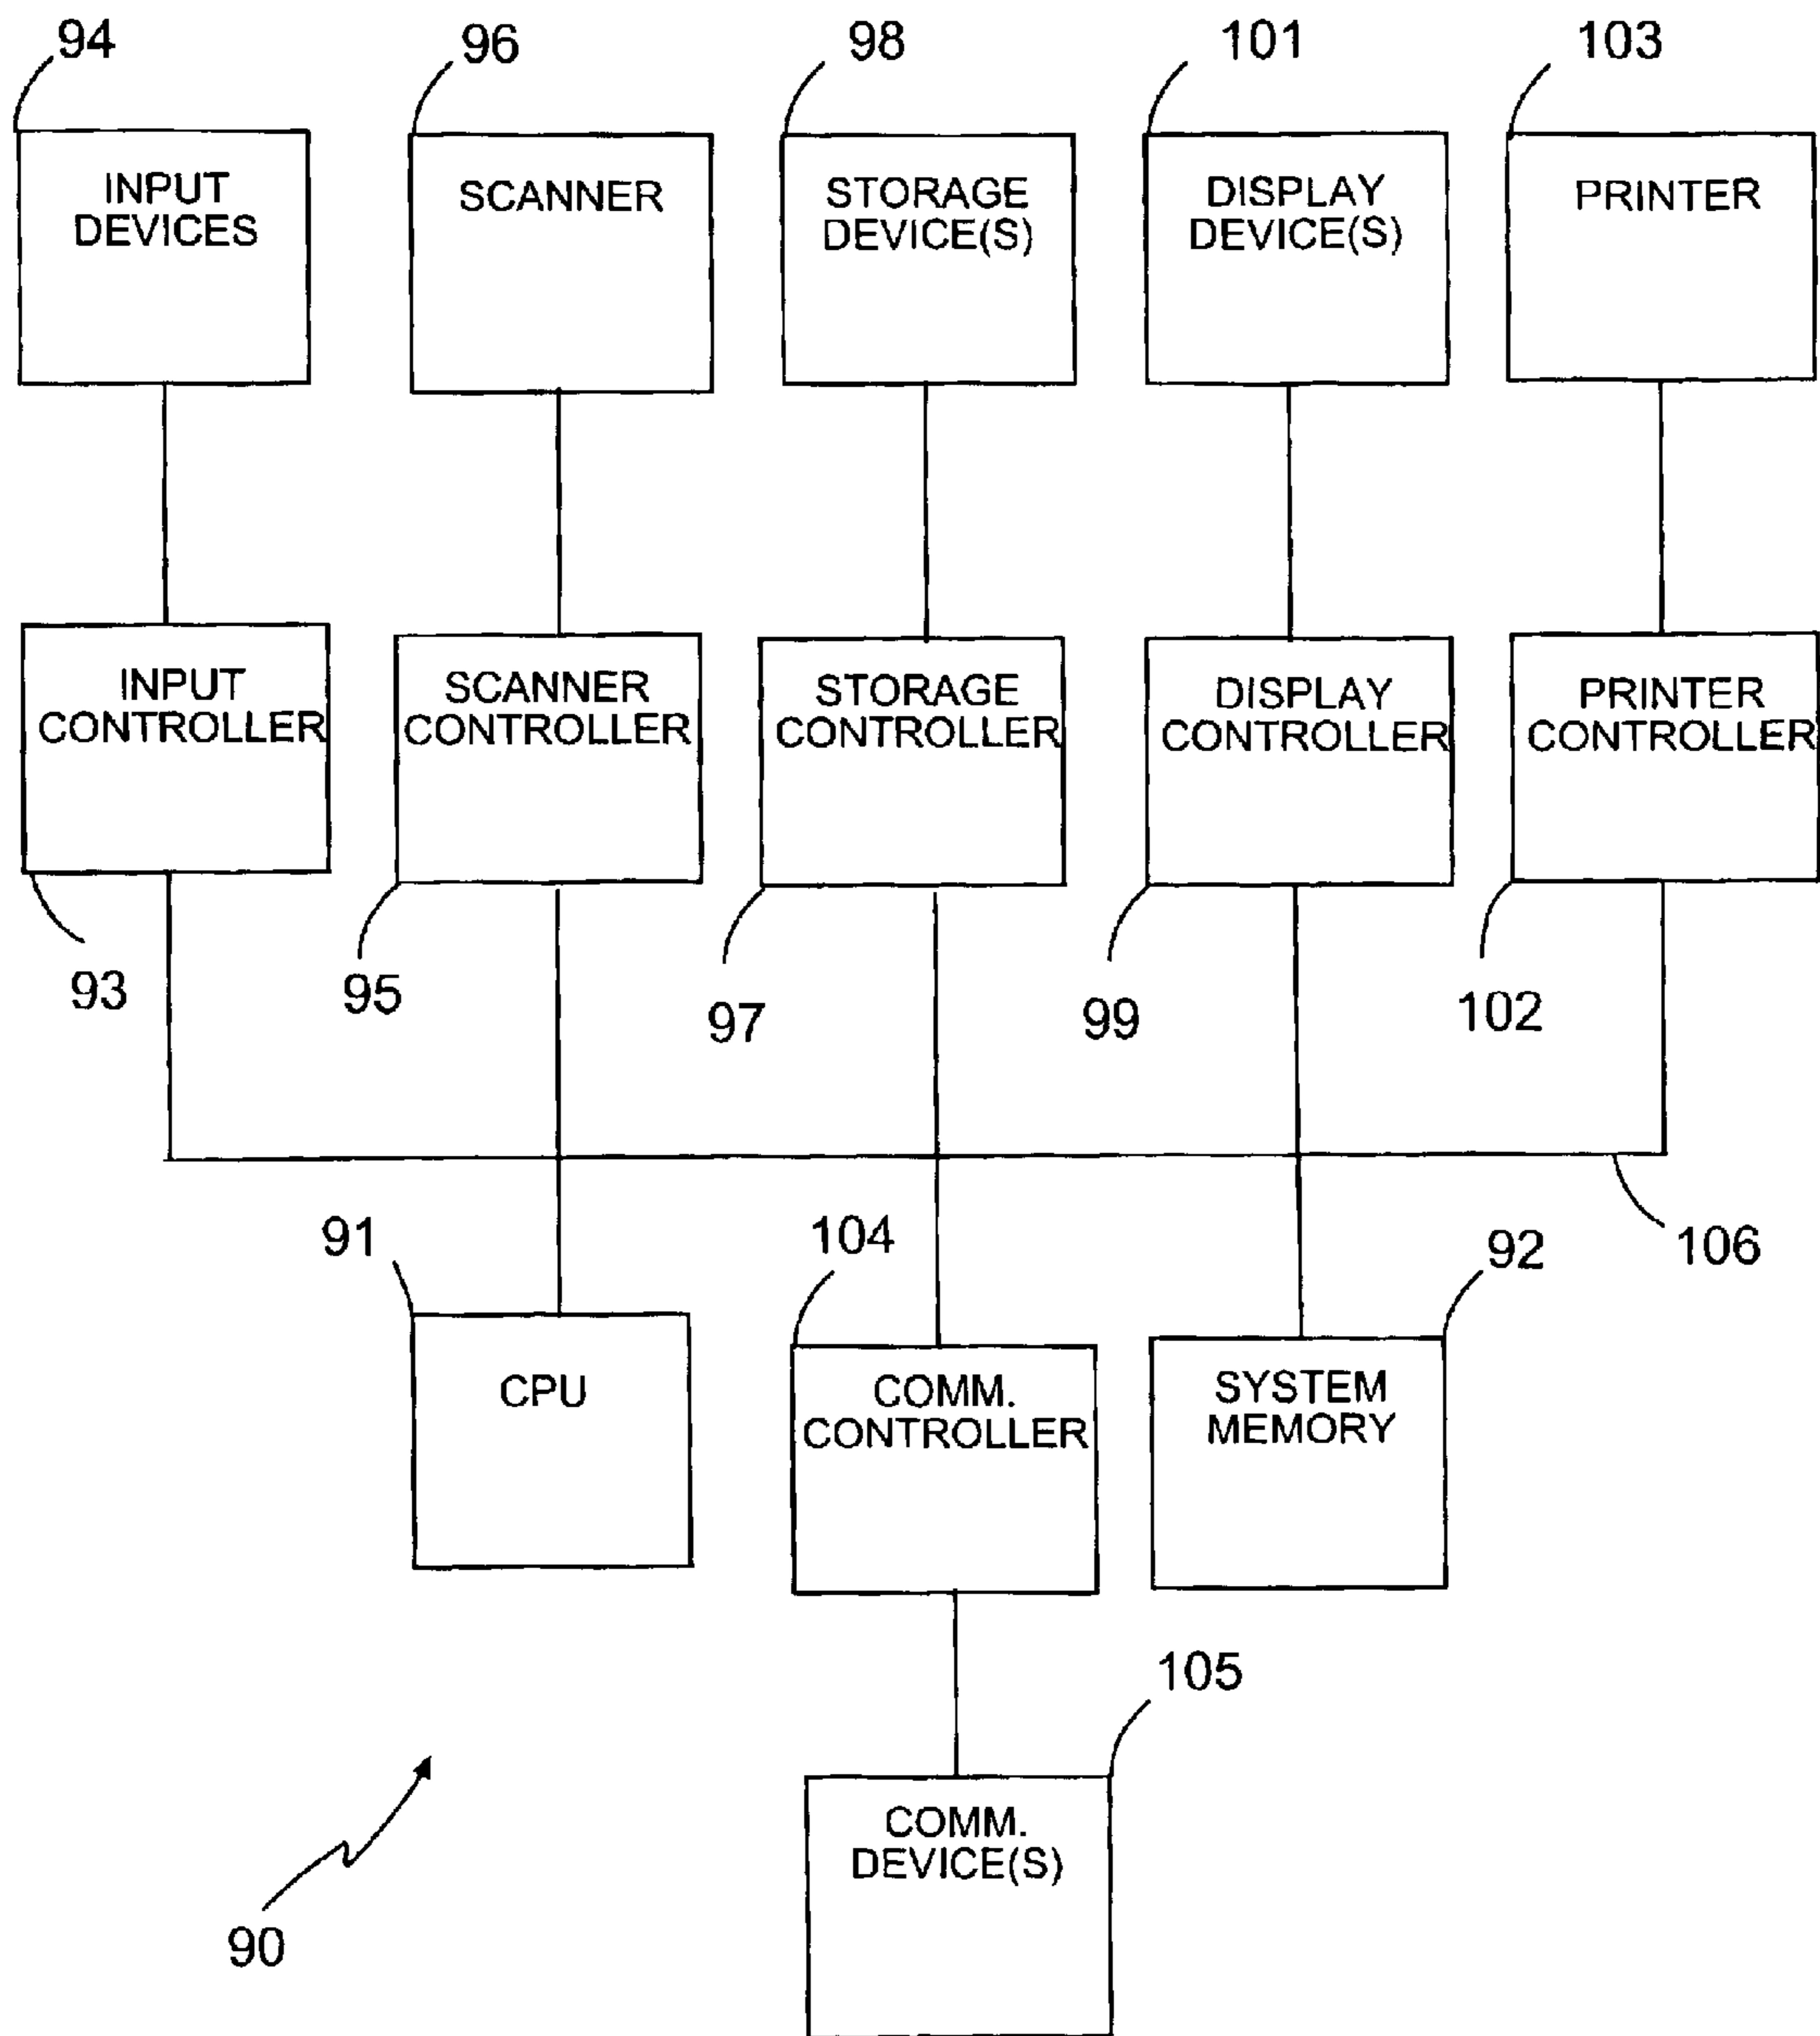 94
96
98
101
103
INPUT
DEVICES
SCANNER
STORAGE
DEVICE(S)
DISPLAY
DEVICE(S)
PRINTER
INPUT
CONTROLLER
SCANNER
CONTROLLER
STORAGE
CONTROLLER
DISPLAY
CONTROLLER
PRINTER
CONTROLLER
93
95
97
99
102
91
104
92
106
CPU
COMM.
CONTROLLER
SYSTEM
MEMORY
105
COMM.
DEVICE(S)
90